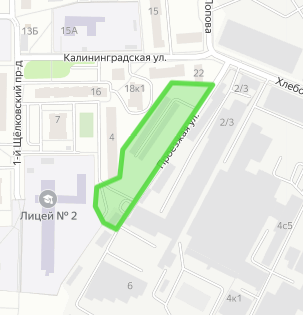 Попова
13Б
15А
Калининградская ул.
22
Хлебо
2/3
18к1
16
1-й Щёлковский пр-д
7
4
2/3
Проезжая ул.
Лицей № 2
4с5
6
4к1